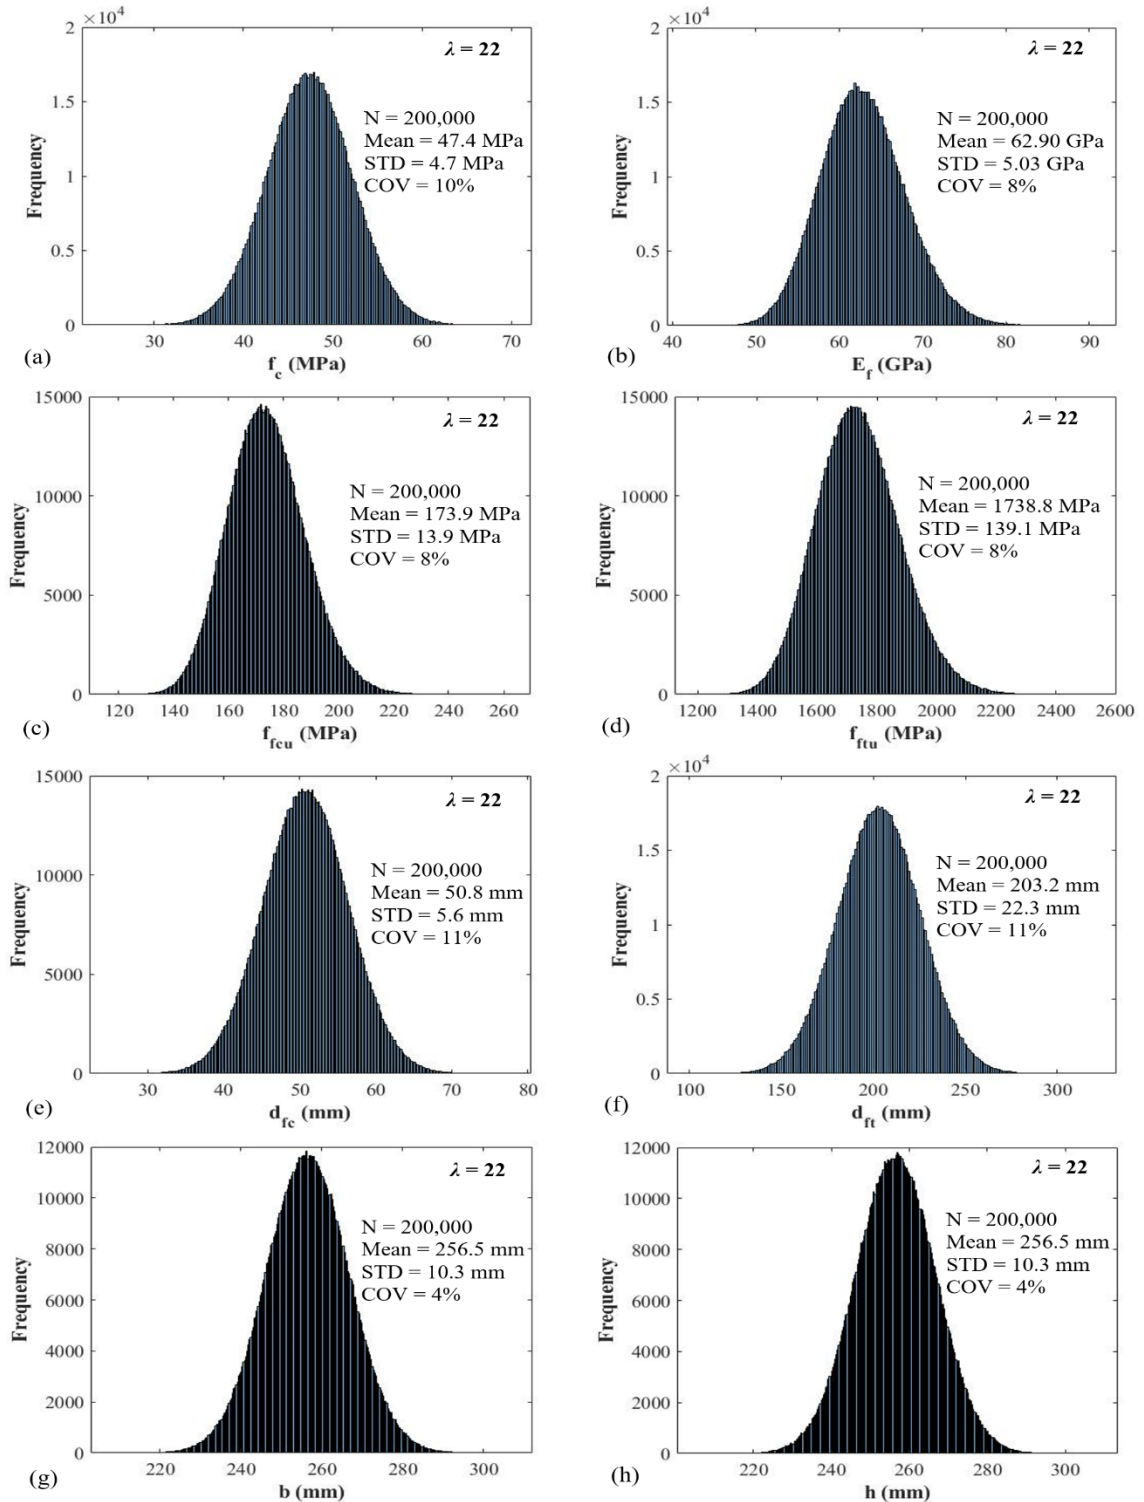 ×10⁴
2
1.5
1
0.5
0
Frequency
λ = 22
N = 200,000
Mean = 47.4 MPa
STD = 4.7 MPa
COV = 10%
30 40 50 60 70
(a)
f_c (MPa)
×10⁴
2
1.5
1
0.5
0
Frequency
λ = 22
N = 200,000
Mean = 62.90 GPa
STD = 5.03 GPa
COV = 8%
40 50 60 70 80 90
(b)
E_f (GPa)
15000
10000
5000
0
Frequency
λ = 22
N = 200,000
Mean = 173.9 MPa
STD = 13.9 MPa
COV = 8%
120 140 160 180 200 220 240 260
(c)
f_fcu (MPa)
15000
10000
5000
0
Frequency
λ = 22
N = 200,000
Mean = 1738.8 MPa
STD = 139.1 MPa
COV = 8%
1200 1400 1600 1800 2000 2200 2400 2600
(d)
f_ftu (MPa)
15000
10000
5000
0
Frequency
λ = 22
N = 200,000
Mean = 50.8 mm
STD = 5.6 mm
COV = 11%
30 40 50 60 70 80
(e)
d_fc (mm)
×10⁴
2
1.5
1
0.5
0
Frequency
λ = 22
N = 200,000
Mean = 203.2 mm
STD = 22.3 mm
COV = 11%
100 150 200 250 300
(f)
d_ft (mm)
12000
10000
8000
6000
4000
2000
0
Frequency
λ = 22
N = 200,000
Mean = 256.5 mm
STD = 10.3 mm
COV = 4%
220 240 260 280 300
(g)
b (mm)
12000
10000
8000
6000
4000
2000
0
Frequency
λ = 22
N = 200,000
Mean = 256.5 mm
STD = 10.3 mm
COV = 4%
220 240 260 280 300
(h)
h (mm)